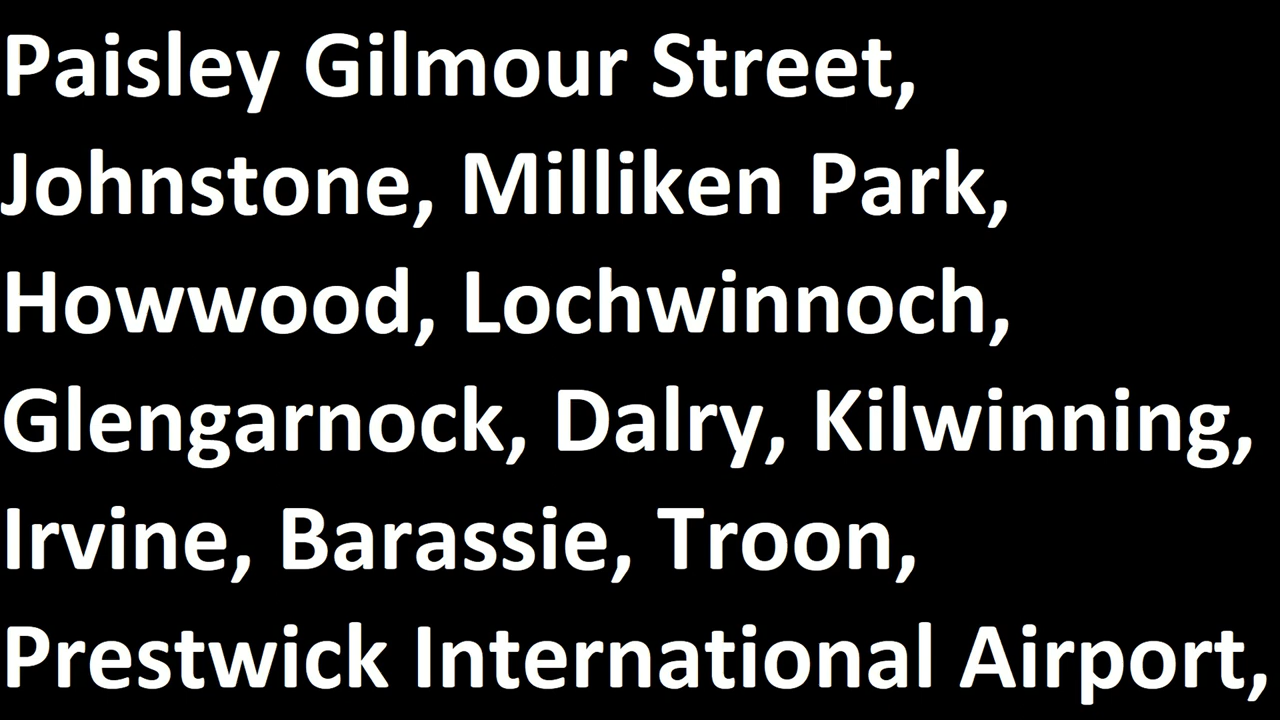 Paisley Gilmour Street,
Johnstone, Milliken Park,
Howwood, Lochwinnoch,
Glengarnock, Dalry, Kilwinning,
Irvine, Barassie, Troon,
Prestwick International Airport,